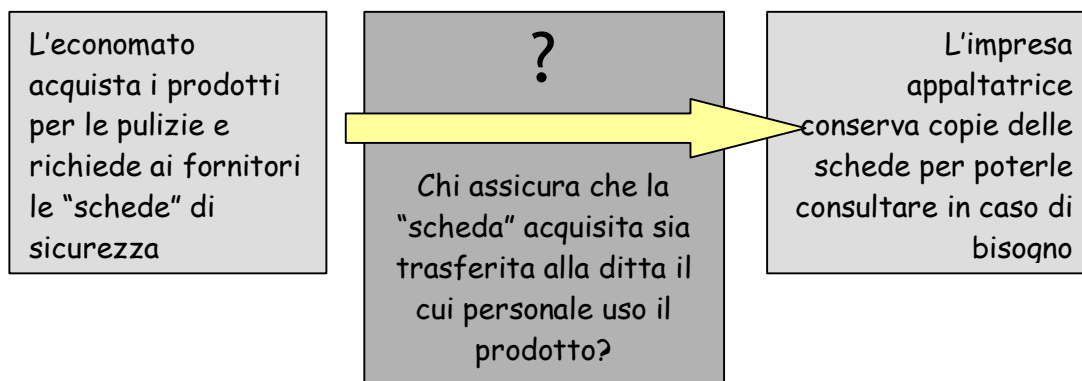 L'economato
acquista i prodotti
per le pulizie e
richiede ai fornitori
le “schede” di
sicurezza
?
Chi assicura che la
“scheda” acquisita sia
trasferita alla ditta il
cui personale uso il
prodotto?
L'impresa
appaltatrice
conserva copie delle
schede per poterle
consultare in caso di
bisogno